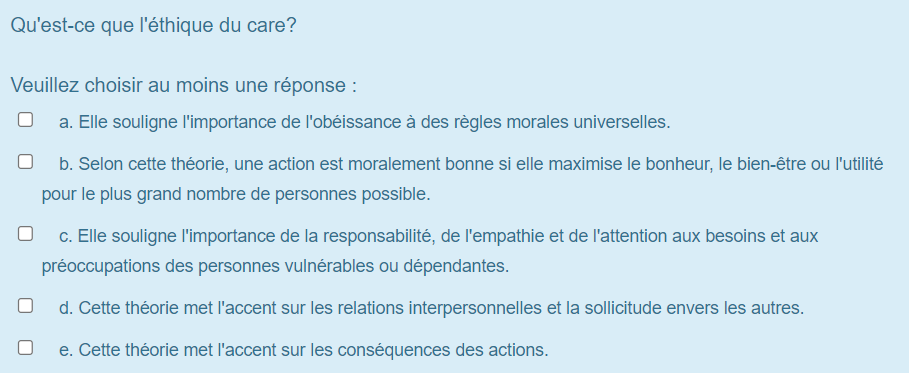 Qu'est-ce que l'éthique du care?
Veuillez choisir au moins une réponse :
a. Elle souligne l'importance de l'obéissance à des règles morales universelles.
b. Selon cette théorie, une action est moralement bonne si elle maximise le bonheur, le bien-être ou l'utilité
pour le plus grand nombre de personnes possible.
c. Elle souligne l'importance de la responsabilité, de l'empathie et de l'attention aux besoins et aux
préoccupations des personnes vulnérables ou dépendantes.
d. Cette théorie met l'accent sur les relations interpersonnelles et la sollicitude envers les autres.
e. Cette théorie met l'accent sur les conséquences des actions.